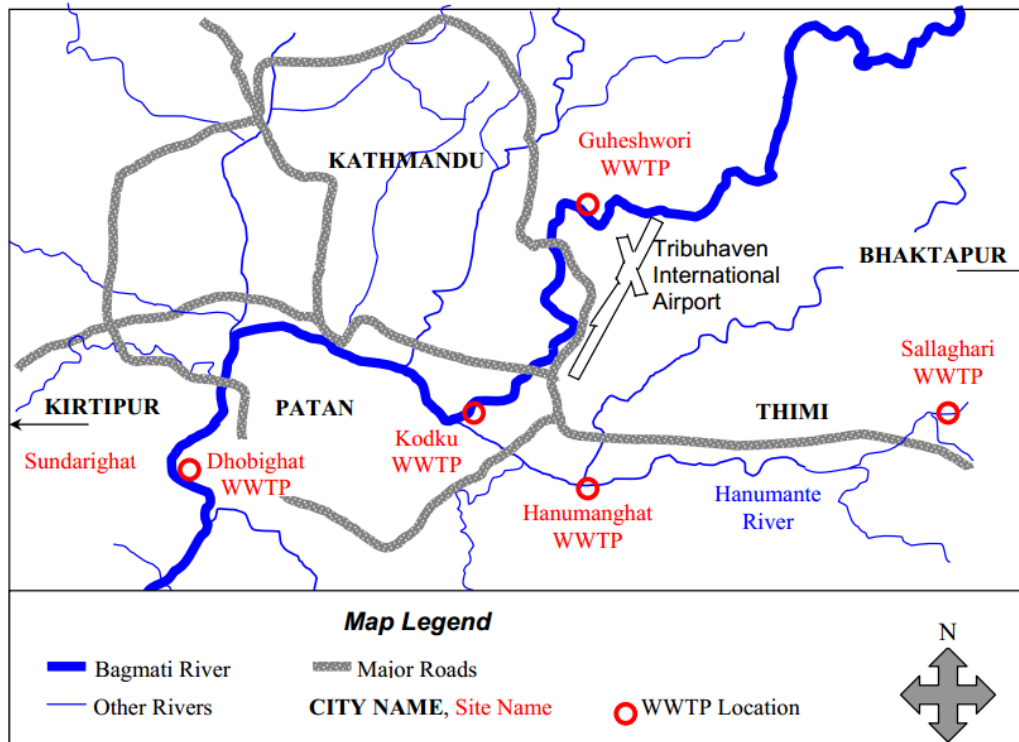 Guheshwori
WWTP
KATHMANDU
Tribuhaven
International
Airport
BHAKTAPUR
Sallaghari
WWTP
KIRTIPUR
PATAN
THIMI
Kodku
WWTP
Sundarighat
Dhobighat
WWTP
Hanumanghat
WWTP
Hanumante
River
Map Legend
N
Bagmati River
Major Roads
Other Rivers
CITY NAME, Site Name
WWTP Location